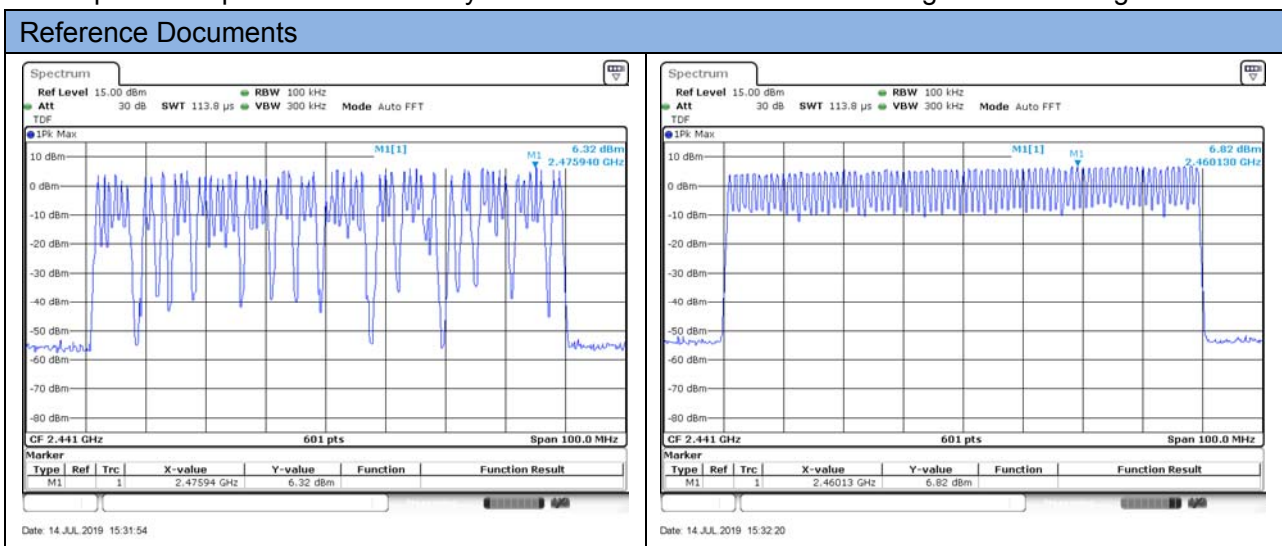 Reference Documents
Spectrum
Ref Level 15.00 dBm RBW 100 kHz
Att 30 dB SWT 113.8 µs VBW 300 kHz Mode Auto FFT
TDF
1Pk Max
M1[1] 6.32 dBm
2.475940 GHz
M1
10 dBm
0 dBm
-10 dBm
-20 dBm
-30 dBm
-40 dBm
-50 dBm
-60 dBm
-70 dBm
-80 dBm
CF 2.441 GHz 601 pts Span 100.0 MHz
Marker
Type Ref Trc X-value Y-value Function Function Result
M1 1 2.47594 GHz 6.32 dBm
Date: 14.JUL.2019 15:31:54
Spectrum
Ref Level 15.00 dBm RBW 100 kHz
Att 30 dB SWT 113.8 µs VBW 300 kHz Mode Auto FFT
TDF
1Pk Max
M1[1] 6.82 dBm
2.460130 GHz
M1
10 dBm
0 dBm
-10 dBm
-20 dBm
-30 dBm
-40 dBm
-50 dBm
-60 dBm
-70 dBm
-80 dBm
CF 2.441 GHz 601 pts Span 100.0 MHz
Marker
Type Ref Trc X-value Y-value Function Function Result
M1 1 2.46013 GHz 6.82 dBm
Date: 14.JUL.2019 15:32:20